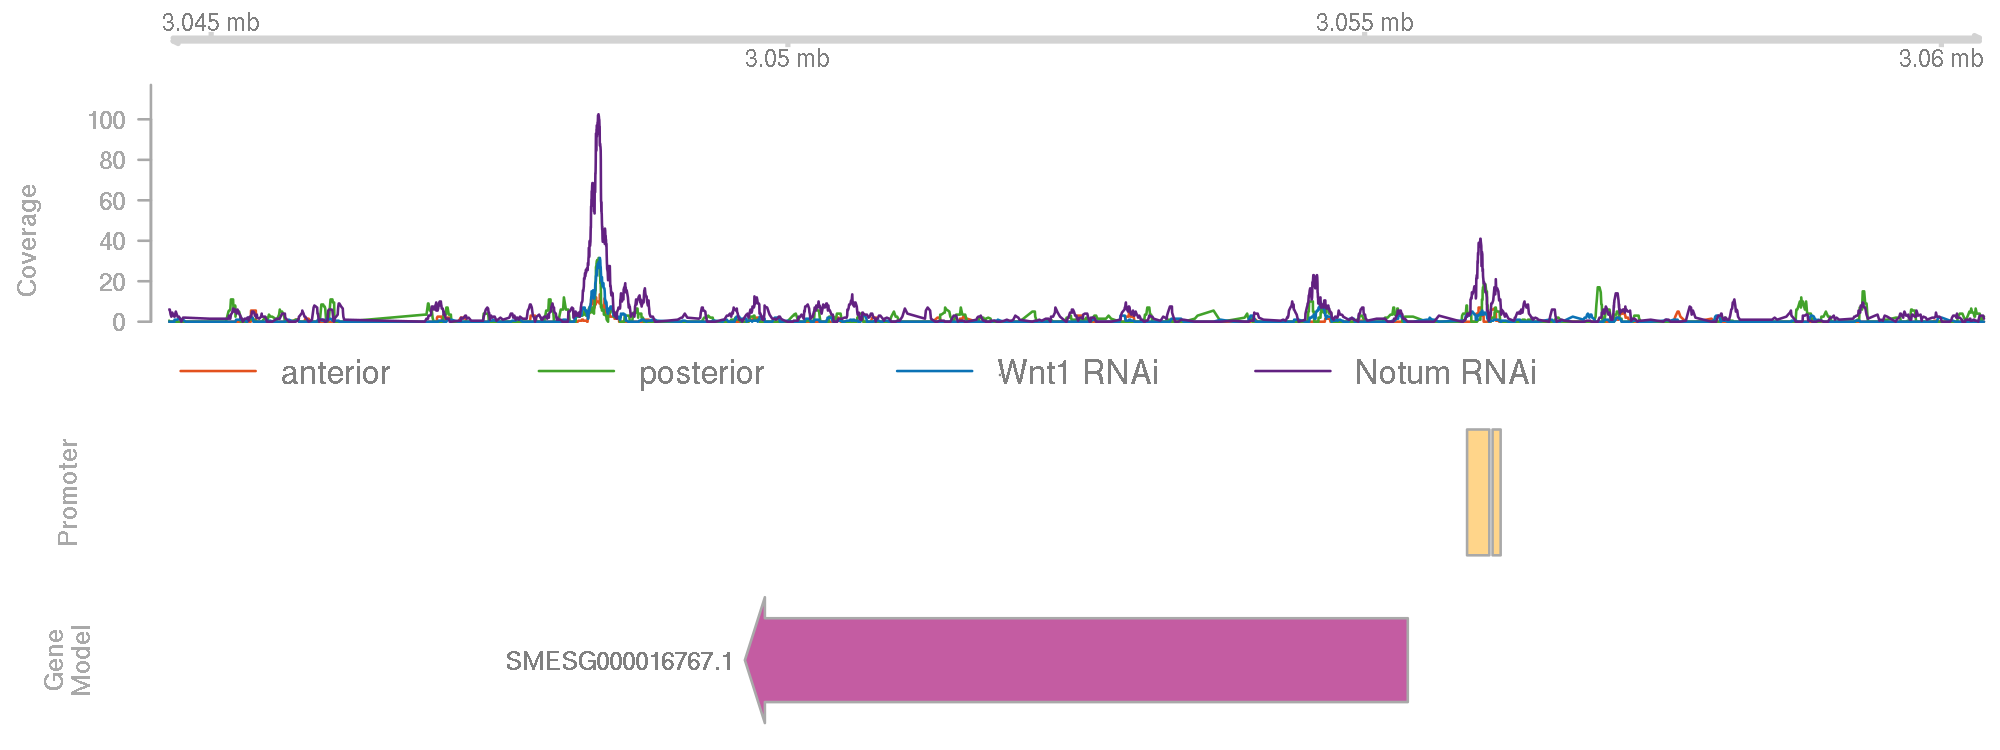 3.045 mb
3.055 mb
3.05 mb
3.06 mb
Coverage
100
80
60
40
20
0
anterior
posterior
Wnt1 RNAi
Notum RNAi
Promoter
Gene
Model
SMESG000016767.1